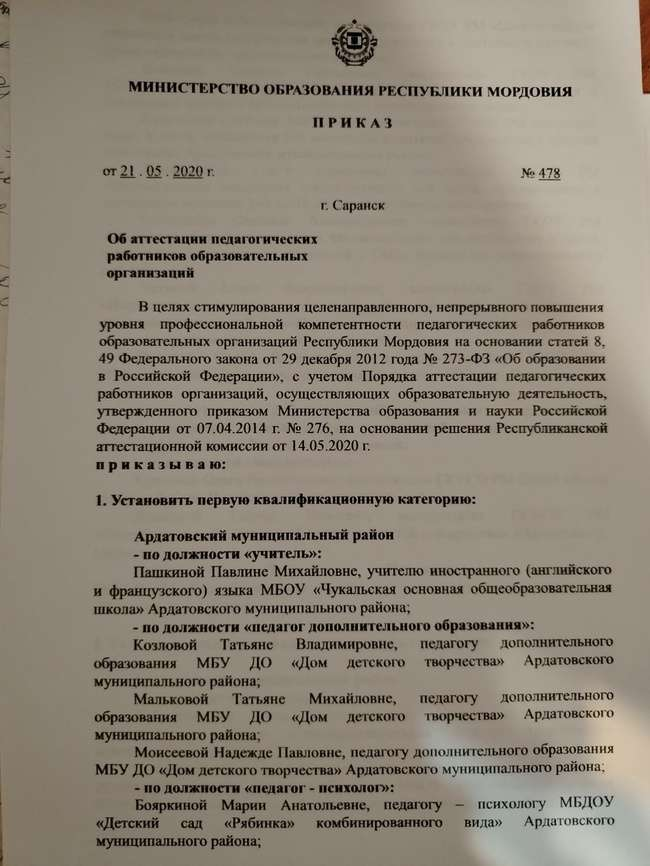 МИНИСТЕРСТВО ОБРАЗОВАНИЯ РЕСПУБЛИКИ МОРДОВИЯ
П Р И К А З
от 21 . 05 . 2020 г. № 478
г. Саранск
Об аттестации педагогических
работников образовательных
организаций
В целях стимулирования целенаправленного, непрерывного повышения
уровня профессиональной компетентности педагогических работников
образовательных организаций Республики Мордовия на основании статей 8,
49 Федерального закона от 29 декабря 2012 года № 273-ФЗ «Об образовании
в Российской Федерации», с учетом Порядка аттестации педагогических
работников организаций, осуществляющих образовательную деятельность,
утвержденного приказом Министерства образования и науки Российской
Федерации от 07.04.2014 г. № 276, на основании решения Республиканской
аттестационной комиссии от 14.05.2020 г.
п р и к а з ы в а ю:
1. Установить первую квалификационную категорию:
Ардатовский муниципальный район
- по должности «учитель»:
Пашкиной Павлине Михайловне, учителю иностранного (английского
и французского) языка МБОУ «Чукальская основная общеобразовательная
школа» Ардатовского муниципального района;
- по должности «педагог дополнительного образования»:
Козловой Татьяне Владимировне, педагогу дополнительного
образования МБУ ДО «Дом детского творчества» Ардатовского
муниципального района;
Мальковой Татьяне Михайловне, педагогу дополнительного
образования МБУ ДО «Дом детского творчества» Ардатовского
муниципального района;
Моисеевой Надежде Павловне, педагогу дополнительного образования
МБУ ДО «Дом детского творчества» Ардатовского муниципального района;
- по должности «педагог - психолог»:
Бояркиной Марии Анатольевне, педагогу – психологу МБДОУ
«Детский сад «Рябинка» комбинированного вида» Ардатовского
муниципального района;